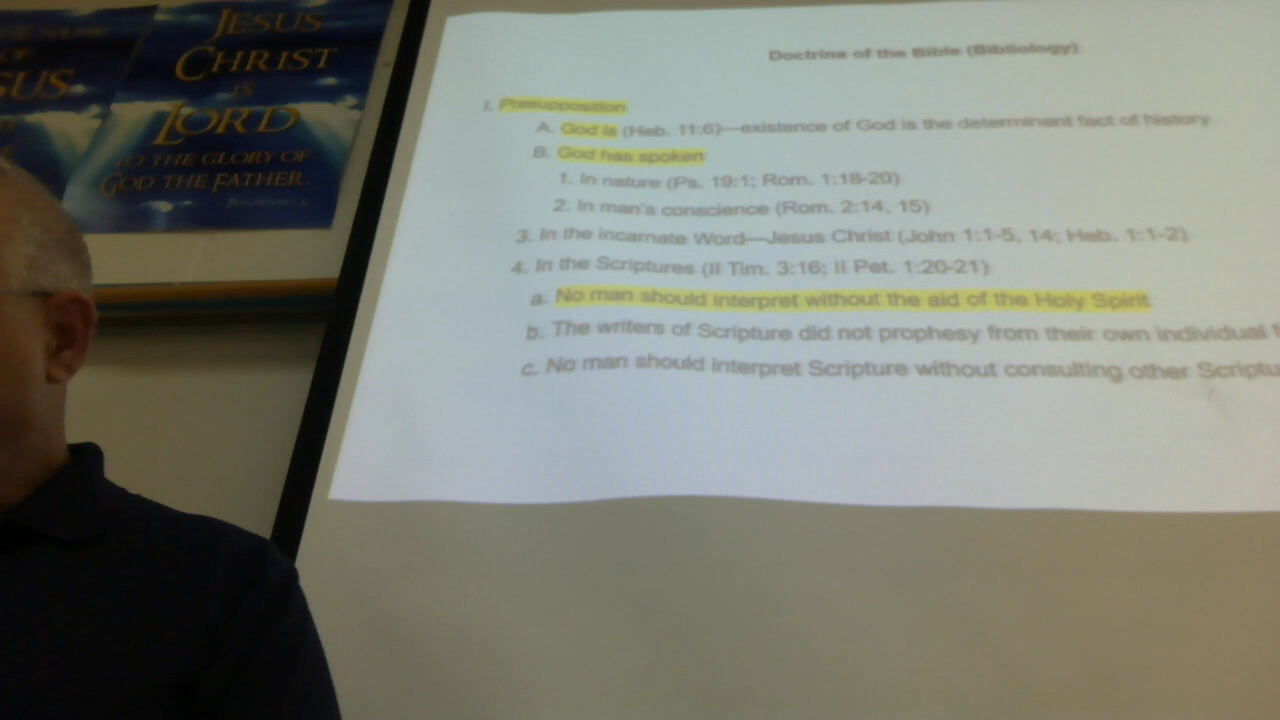 SUS
JESUS
CHRIST
IS
LORD
TO THE GLORY OF
GOD THE FATHER.
Doctrine of the Bible (Bibliology)
I. Presupposition
A. God is (Heb. 11:6)—existence of God is the determinant fact of history
B. God has spoken
1. In nature (Ps. 19:1; Rom. 1:18-20)
2. In man's conscience (Rom. 2:14, 15)
3. In the incarnate Word—Jesus Christ (John 1:1-5, 14; Heb. 1:1-2)
4. In the Scriptures (II Tim. 3:16; II Pet. 1:20-21)
a. No man should interpret without the aid of the Holy Spirit
b. The writers of Scripture did not prophesy from their own individual
c. No man should interpret Scripture without consulting other Scriptu